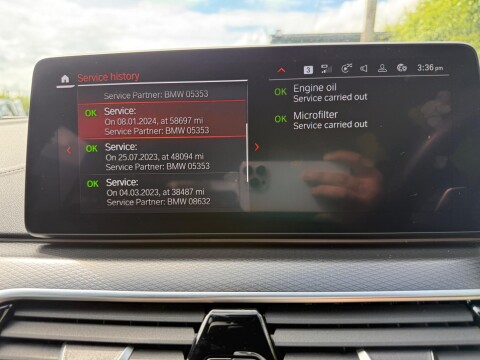 Service history
3
3:36 pm
Service Partner: BMW 05353
OK Service:
On 08.01.2024, at 58697 mi
Service Partner: BMW 05353
OK Service:
On 25.07.2023, at 48094 mi
Service Partner: BMW 05353
OK Service:
On 04.03.2023, at 38487 mi
Service Partner: BMW 08632
OK Engine oil
Service carried out
OK Microfilter
Service carried out